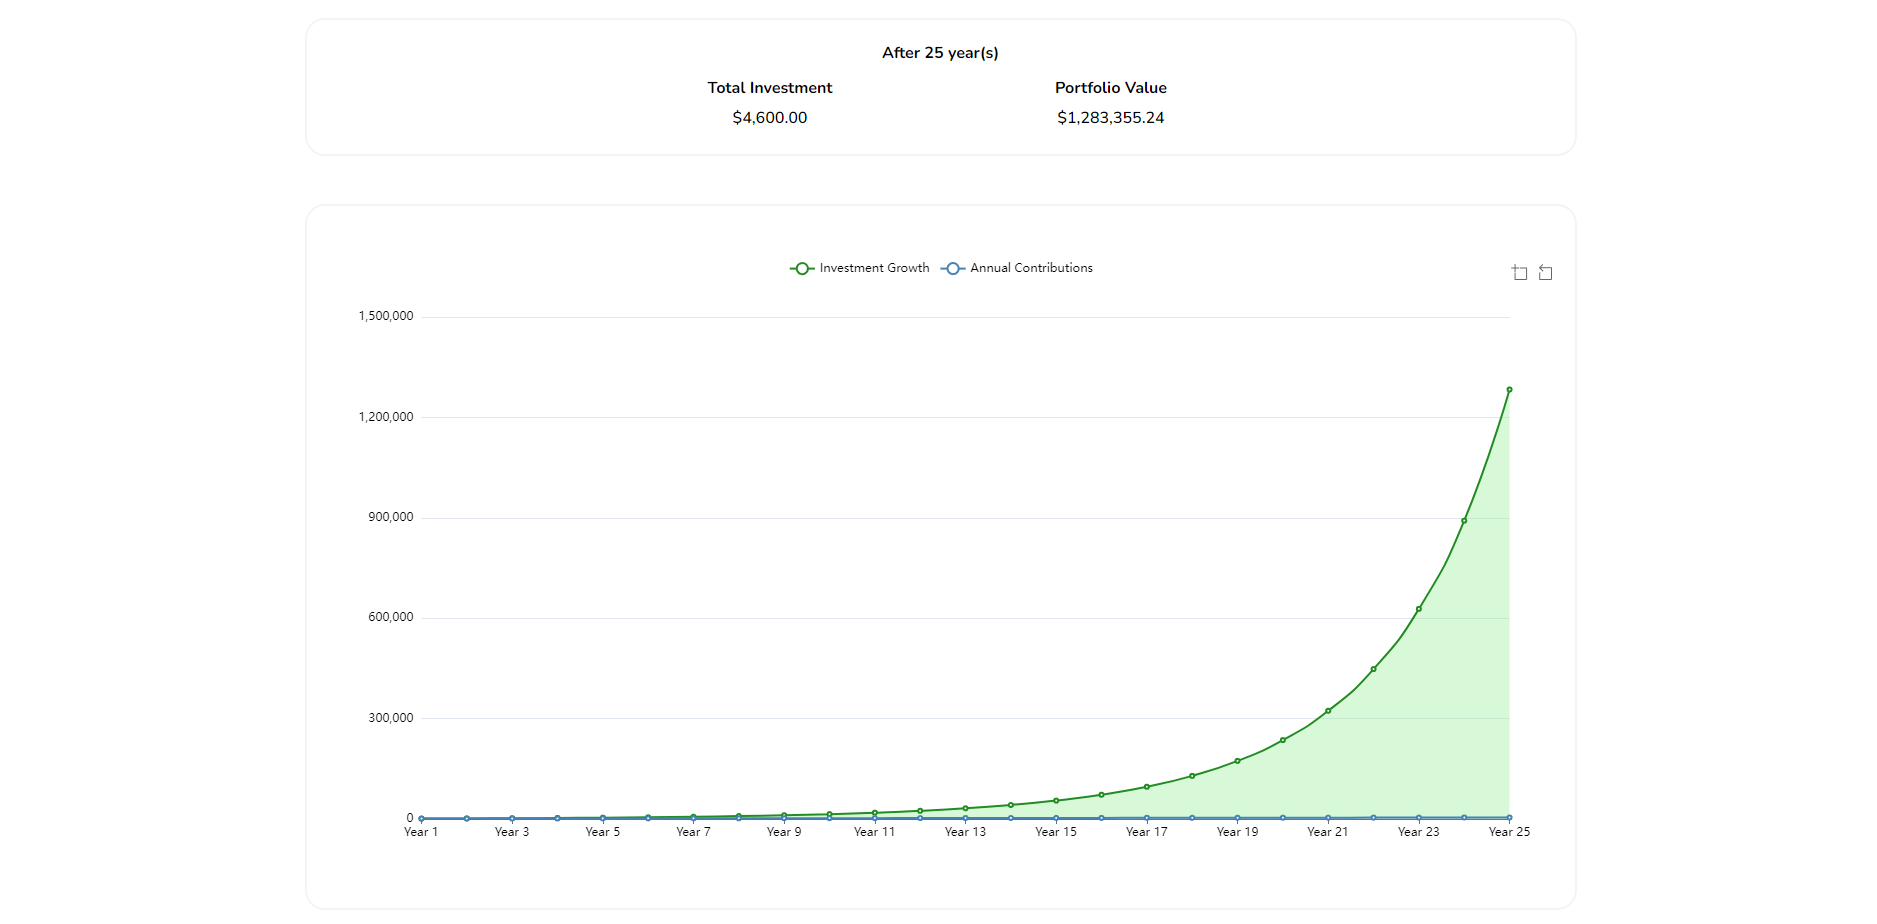 After 25 year(s)
Total Investment Portfolio Value
$4,600.00 $1,283,355.24
Investment Growth Annual Contributions
1,500,000
1,200,000
900,000
600,000
300,000
0
Year 1 Year 3 Year 5 Year 7 Year 9 Year 11 Year 13 Year 15 Year 17 Year 19 Year 21 Year 23 Year 25